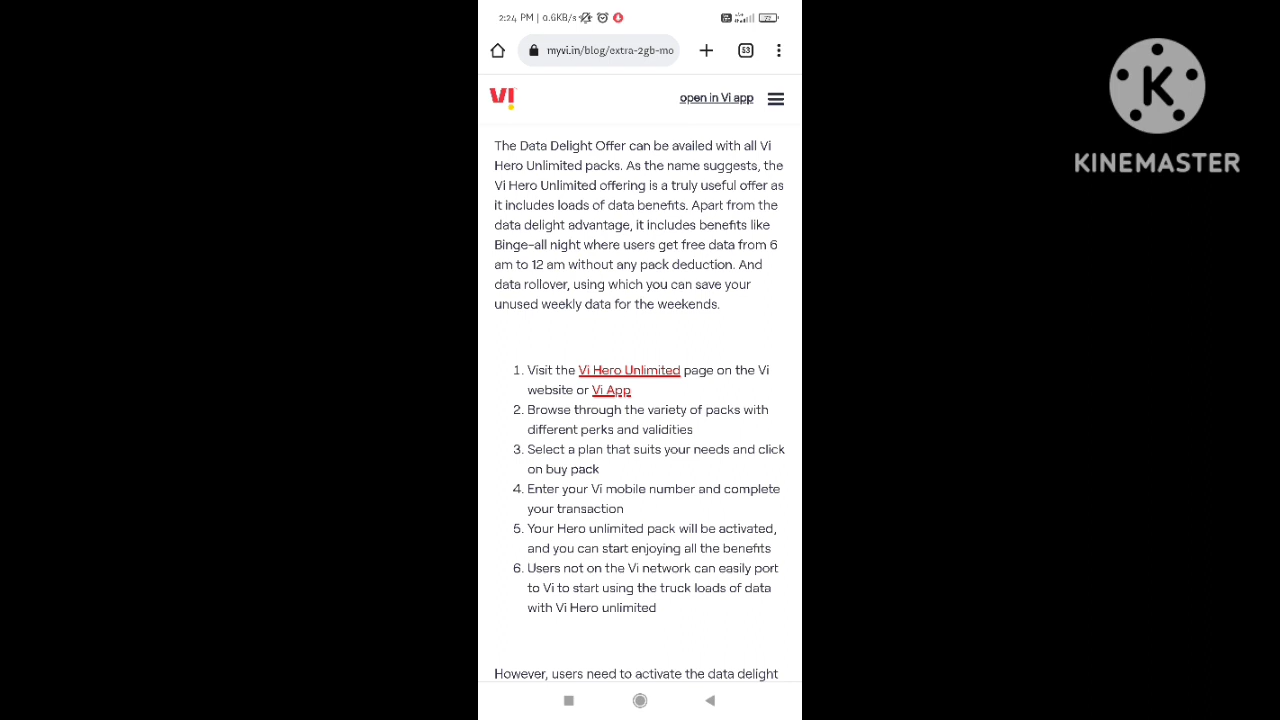 2:24 PM | 0.6KB/s
72
myvi.in/blog/extra-2gb-mo
53
VI
open in Vi app
The Data Delight Offer can be availed with all Vi
Hero Unlimited packs. As the name suggests, the
Vi Hero Unlimited offering is a truly useful offer as
it includes loads of data benefits. Apart from the
data delight advantage, it includes benefits like
Binge-all night where users get free data from 6
am to 12 am without any pack deduction. And
data rollover, using which you can save your
unused weekly data for the weekends.
1. Visit the Vi Hero Unlimited page on the Vi
website or Vi App
2. Browse through the variety of packs with
different perks and validities
3. Select a plan that suits your needs and click
on buy pack
4. Enter your Vi mobile number and complete
your transaction
5. Your Hero unlimited pack will be activated,
and you can start enjoying all the benefits
6. Users not on the Vi network can easily port
to Vi to start using the truck loads of data
with Vi Hero unlimited
However, users need to activate the data delight
K
KINEMASTER